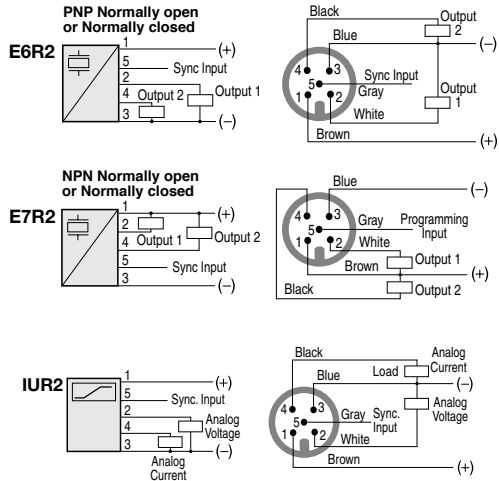 PNP Normally open
or Normally closed
E6R2
1
(+)
5
Sync Input
2
4
Output 2
Output 1
3
(–)
Black
Output
2
Blue
(–)
4
3
5
Sync Input
Gray
Output
1
1
2
White
Brown
(+)
NPN Normally open
or Normally closed
E7R2
1
(+)
2
Output 1
Output 2
4
5
Sync Input
3
(–)
Blue
(–)
4
3
5
Gray
Programming
Input
1
2
White
Output 1
Brown
(+)
Black
Output 2
IUR2
1
(+)
5
Sync. Input
2
Analog
Voltage
4
3
(–)
Analog
Current
Black
Analog
Current
Load
Blue
(–)
4
3
Analog
Voltage
5
Gray
Sync.
Input
1
2
White
Brown
(+)